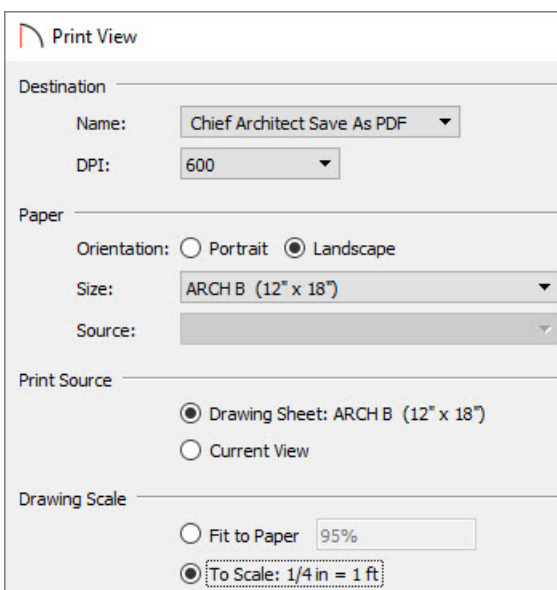 Print View
Destination
Name: Chief Architect Save As PDF
DPI: 600
Paper
Orientation: Portrait Landscape
Size: ARCH B (12" x 18")
Source:
Print Source
Drawing Sheet: ARCH B (12" x 18")
Current View
Drawing Scale
Fit to Paper 95%
To Scale: 1/4 in = 1 ft